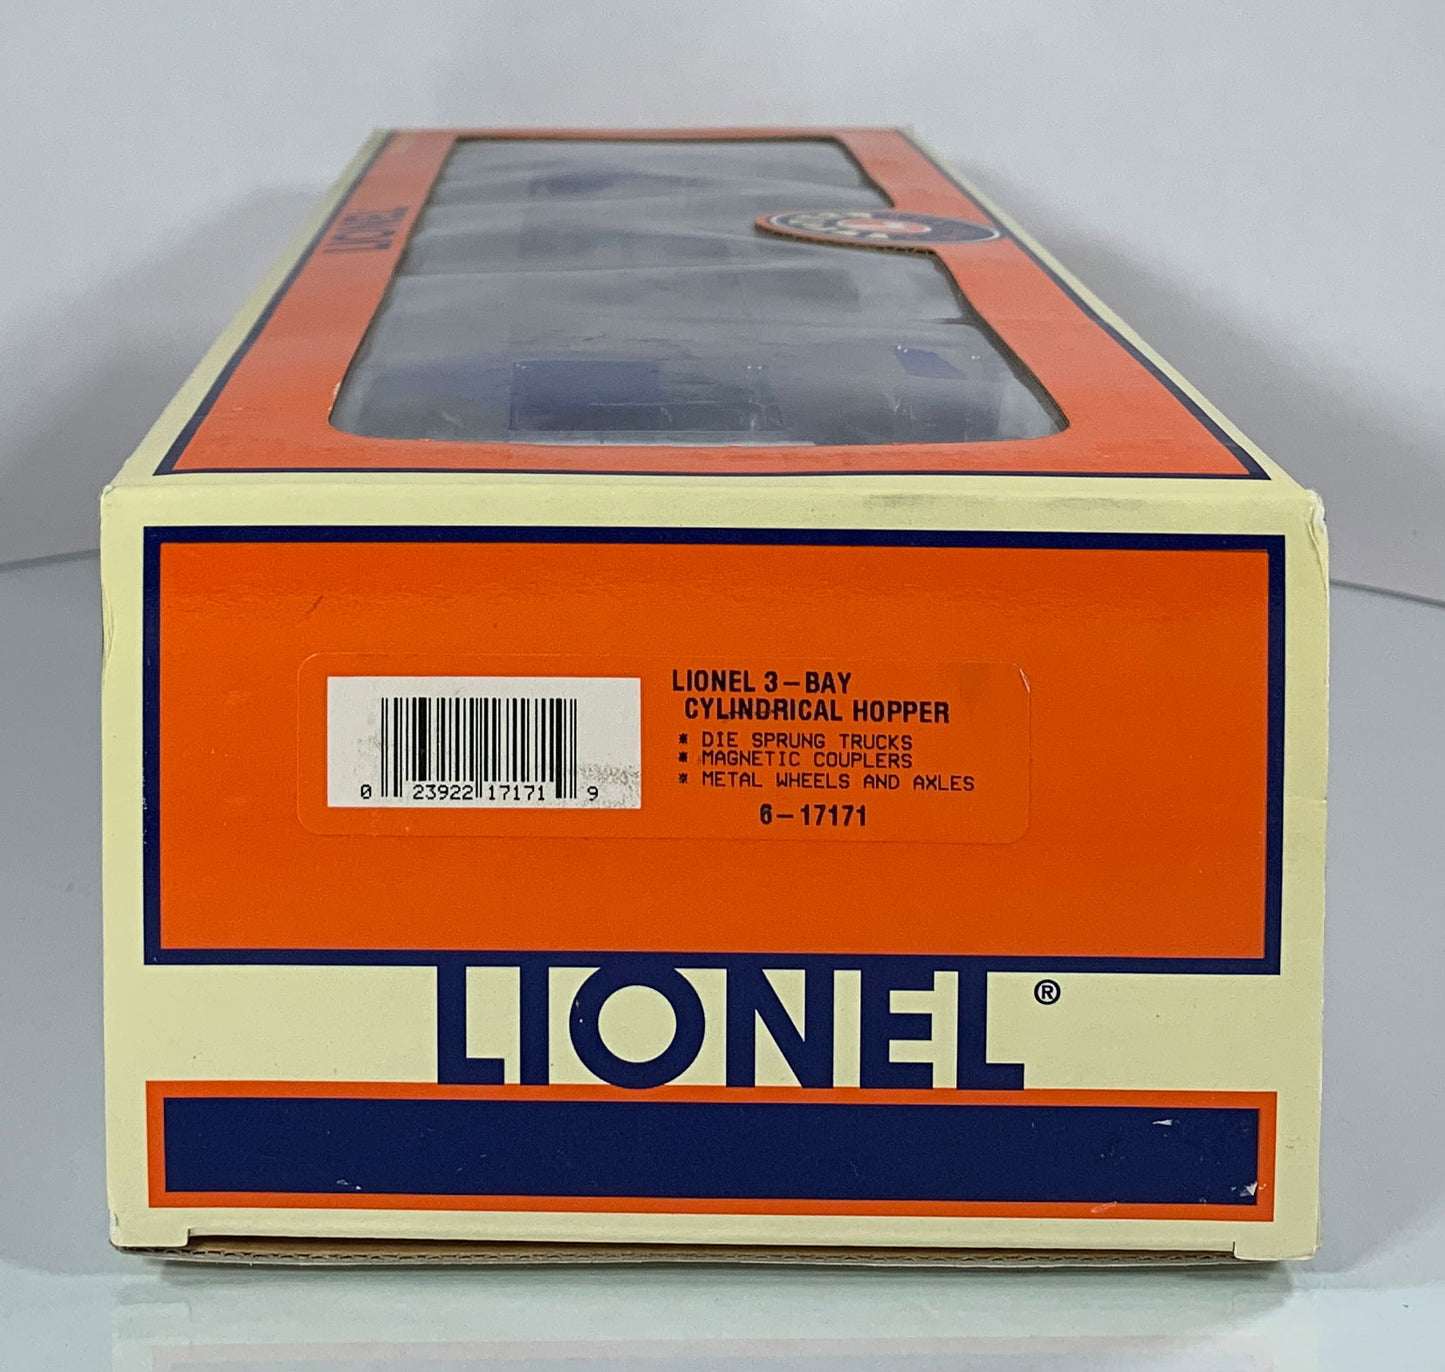 LIONEL
LIONEL 3-BAY
CYLINDRICAL HOPPER
* DIE SPRUNG TRUCKS
* MAGNETIC COUPLERS
* METAL WHEELS AND AXLES
6-17171
0 23922 17171 9
LIONEL®